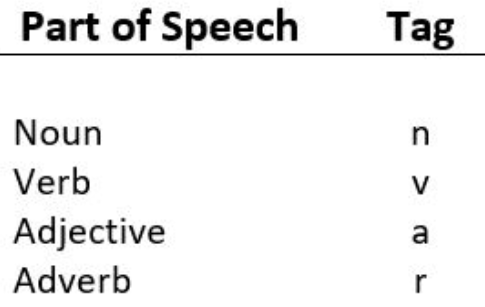 Part of Speech Tag
Noun n
Verb v
Adjective a
Adverb r